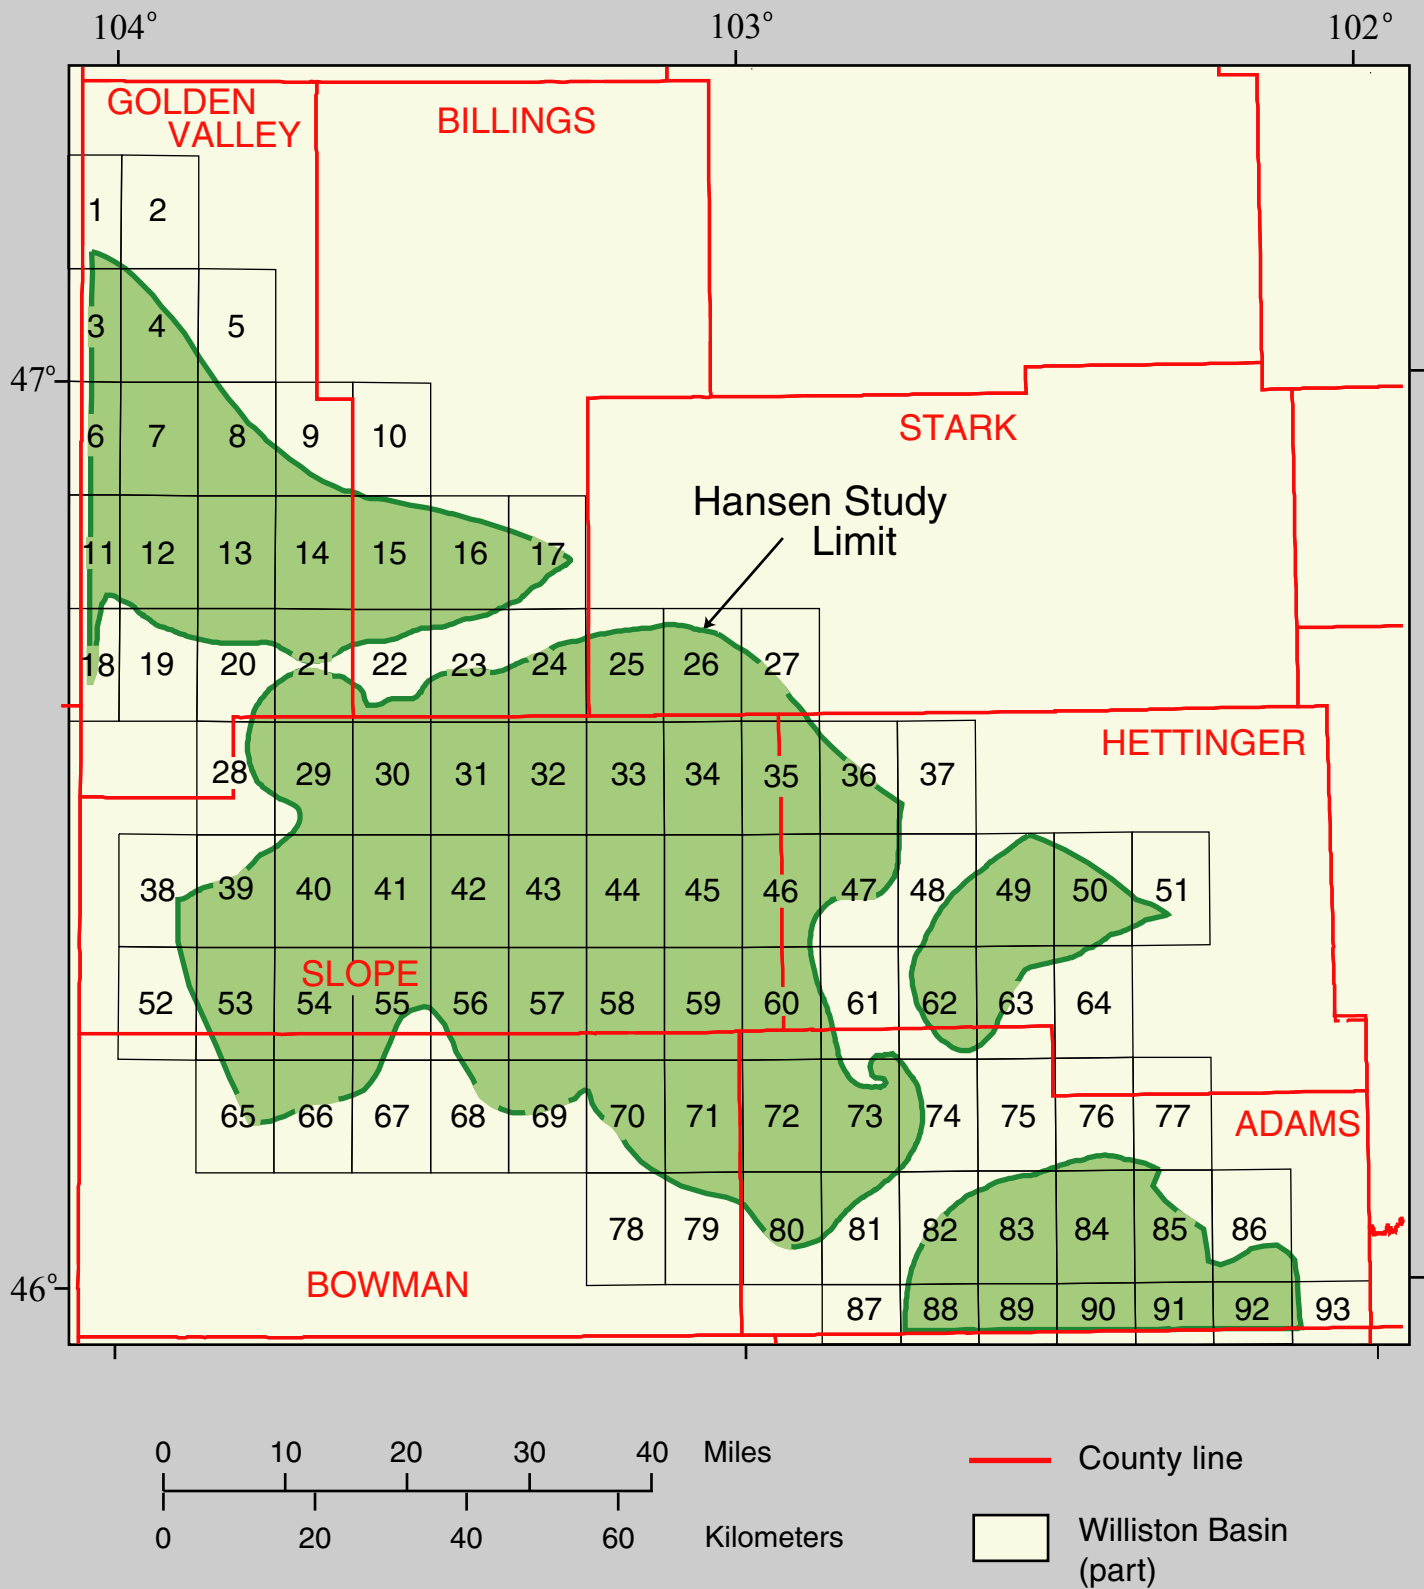 104° 103° 102°
GOLDEN
VALLEY
BILLINGS
1 2
3 4 5
47°
6 7 8 9 10
STARK
Hansen Study
Limit
11 12 13 14 15 16 17
18 19 20 21 22 23 24 25 26 27
HETTINGER
28 29 30 31 32 33 34 35 36 37
38 39 40 41 42 43 44 45 46 47 48 49 50 51
SLOPE
52 53 54 55 56 57 58 59 60 61 62 63 64
65 66 67 68 69 70 71 72 73 74 75 76 77
ADAMS
78 79 80 81 82 83 84 85 86
46°
BOWMAN
87 88 89 90 91 92 93
0 10 20 30 40 Miles
0 20 40 60 Kilometers
County line
Williston Basin
(part)